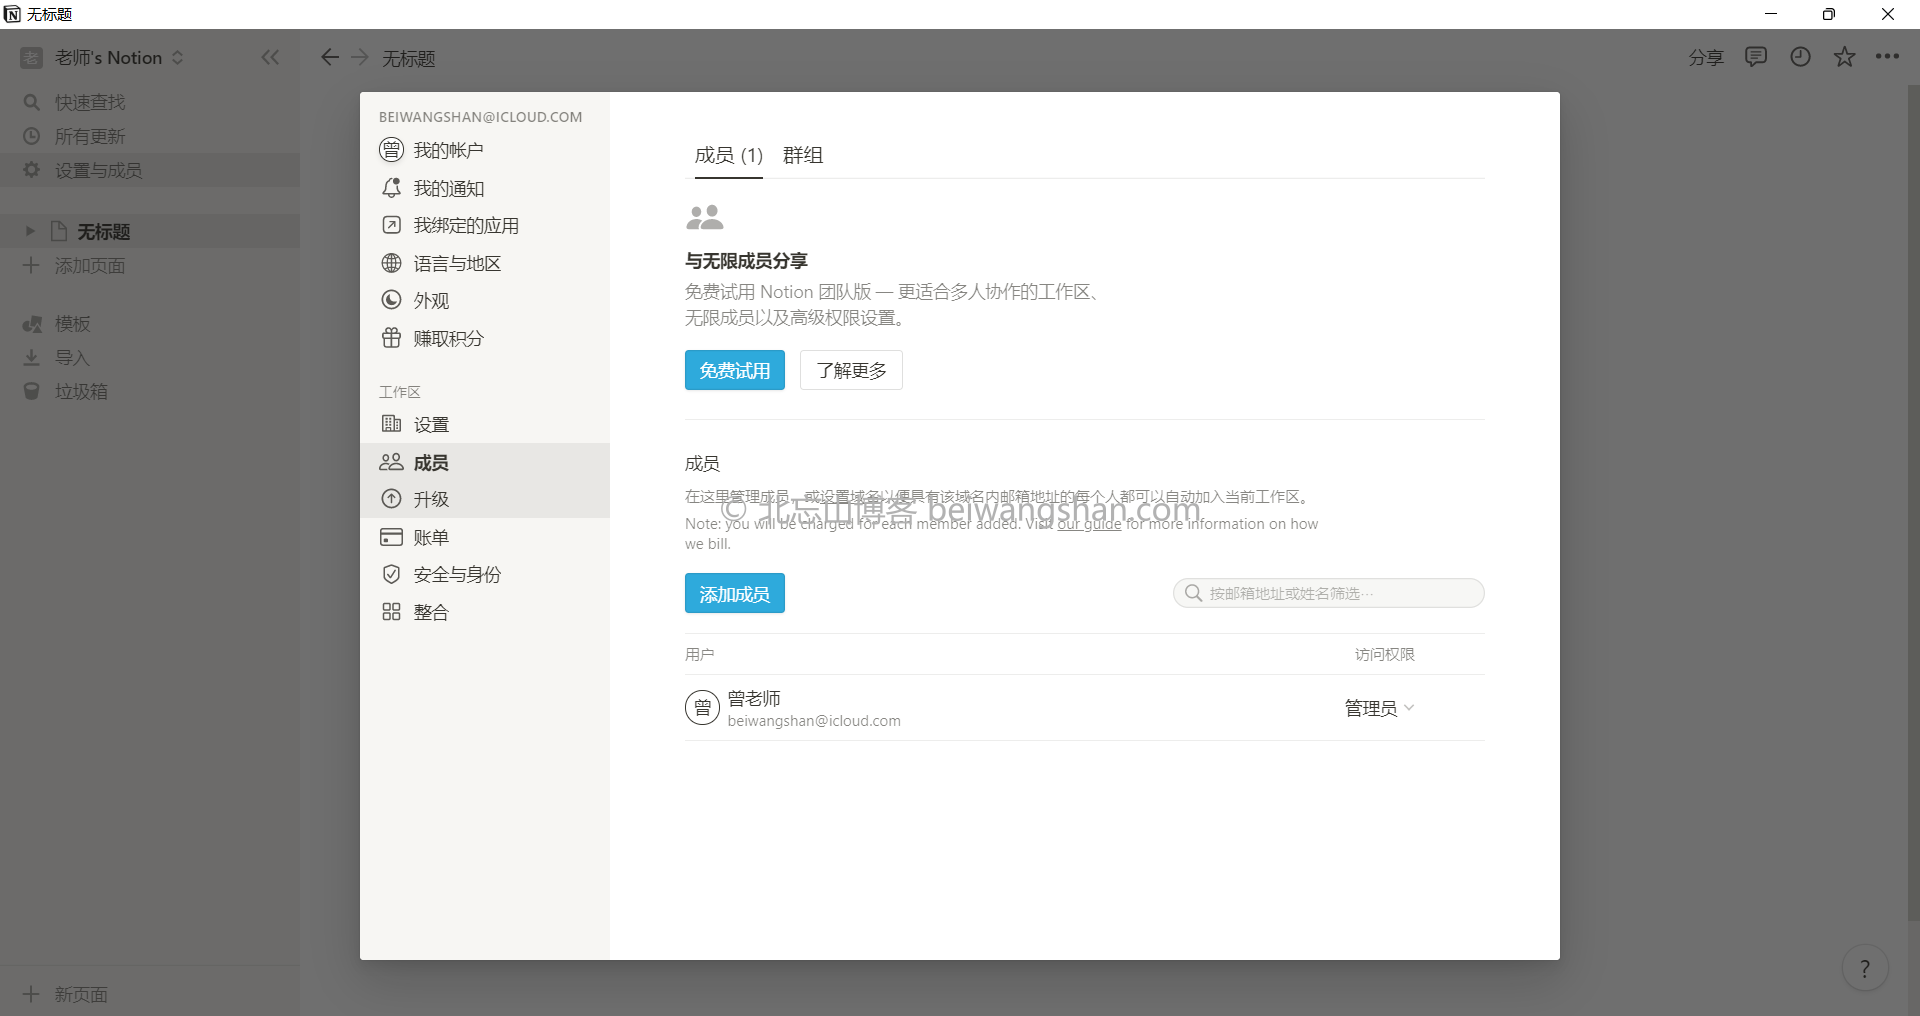 无标题
老师's Notion
快速查找
所有更新
设置与成员
无标题
添加页面
模板
导入
垃圾箱
新页面
无标题
分享
BEIWANGSHAN@ICLOUD.COM
我的帐户
我的通知
我绑定的应用
语言与地区
外观
赚取积分
工作区
设置
成员
升级
账单
安全与身份
整合
成员 (1) 群组
与无限成员分享
免费试用 Notion 团队版 — 更适合多人协作的工作区、
无限成员以及高级权限设置。
免费试用 了解更多
成员
在这里管理成员，或设置域名以便具有该域名内邮箱地址的每个人都可以自动加入当前工作区。
© 北忘山博客 beiwangshan.com
Note: you will be charged for each member added. Visit our guide for more information on how
we bill.
添加成员
按邮箱地址或姓名筛选…
用户 访问权限
曾
曾老师
beiwangshan@icloud.com
管理员
?